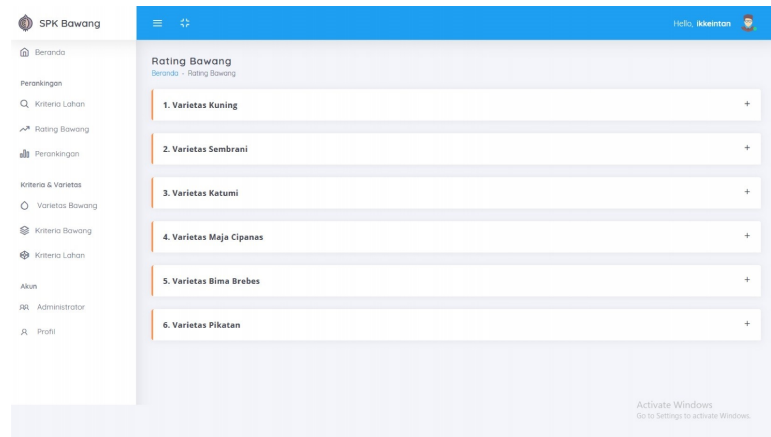 SPK Bawang
Hello, ikkeintan
Beranda
Perankingan
Kriteria Lahan
Rating Bawang
Perankingan
Kriteria & Varietas
Varietas Bawang
Kriteria Bawang
Kriteria Lahan
Akun
Administrator
Profil
Rating Bawang
Beranda - Rating Bawang
1. Varietas Kuning
2. Varietas Sembrani
3. Varietas Katumi
4. Varietas Maja Cipanas
5. Varietas Bima Brebes
6. Varietas Pikatan
Activate Windows
Go to Settings to activate Windows.